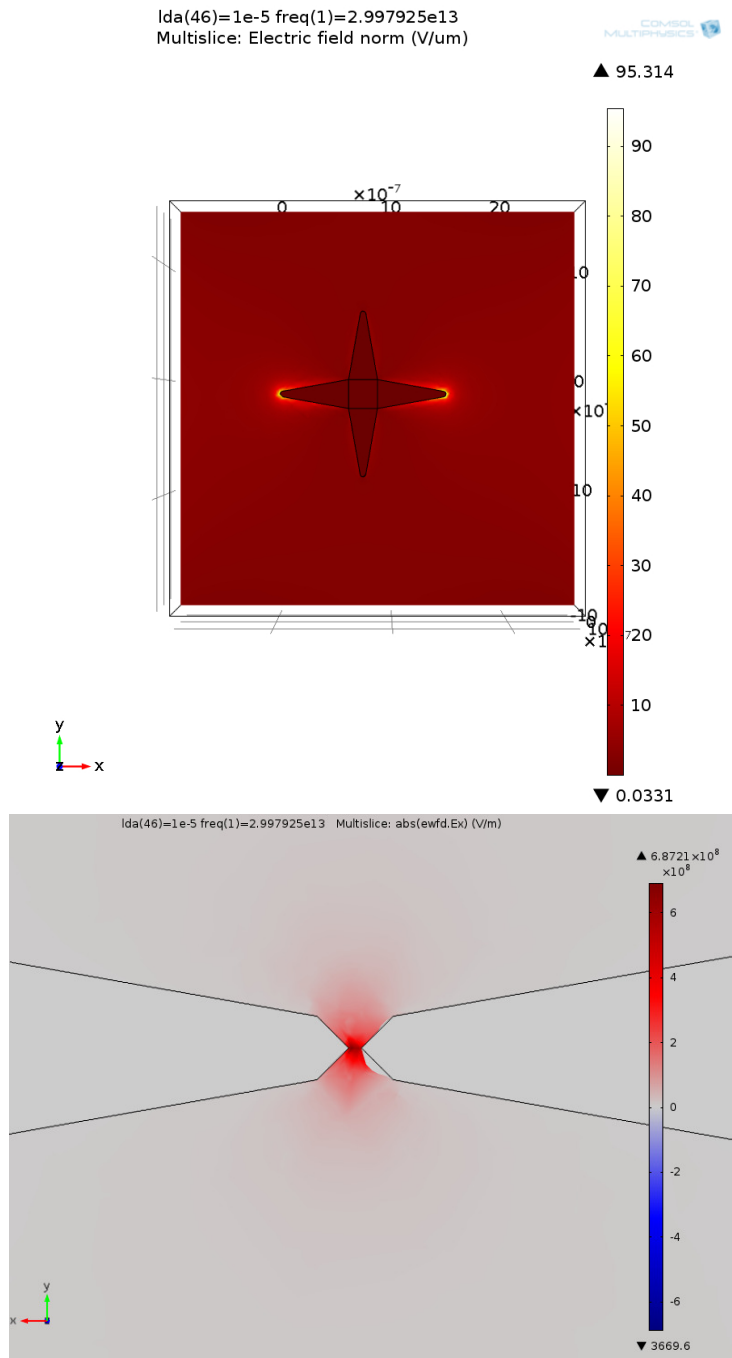 lda(46)=1e-5 freq(1)=2.997925e13
Multislice: Electric field norm (V/um)
COMSOL
MULTIPHYSICS
▲ 95.314
×10⁻⁷
0 10 20
90
80
70
60
50
40
30
20
10
▼ 0.0331
y
z x
lda(46)=1e-5 freq(1)=2.997925e13 Multislice: abs(ewfd.Ex) (V/m)
▲ 6.8721×10⁸
×10⁸
6
4
2
0
-2
-4
-6
▼ 3669.6
y
x